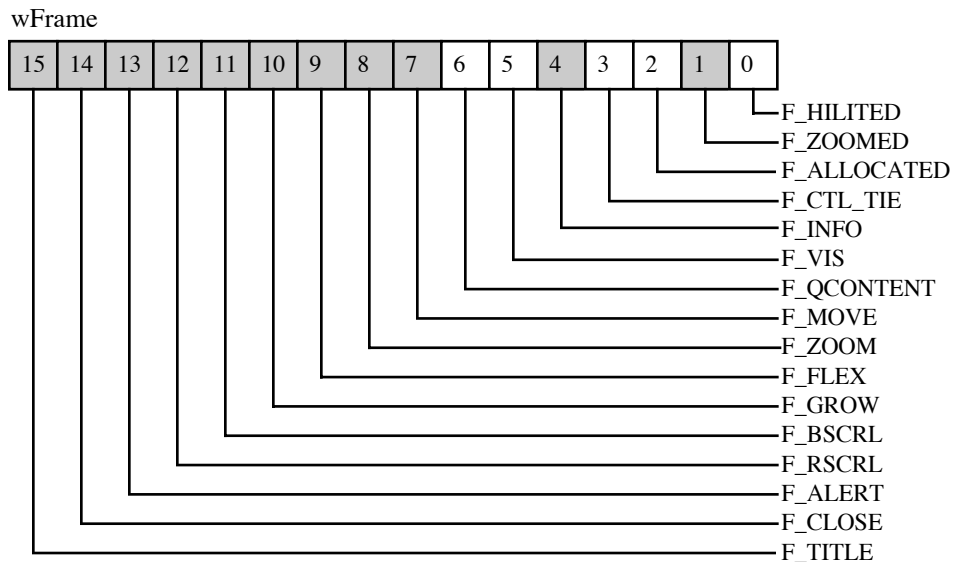 wFrame
15 14 13 12 11 10 9 8 7 6 5 4 3 2 1 0
F_HILITED
F_ZOOMED
F_ALLOCATED
F_CTL_TIE
F_INFO
F_VIS
F_QCONTENT
F_MOVE
F_ZOOM
F_FLEX
F_GROW
F_BSCRL
F_RSCRL
F_ALERT
F_CLOSE
F_TITLE